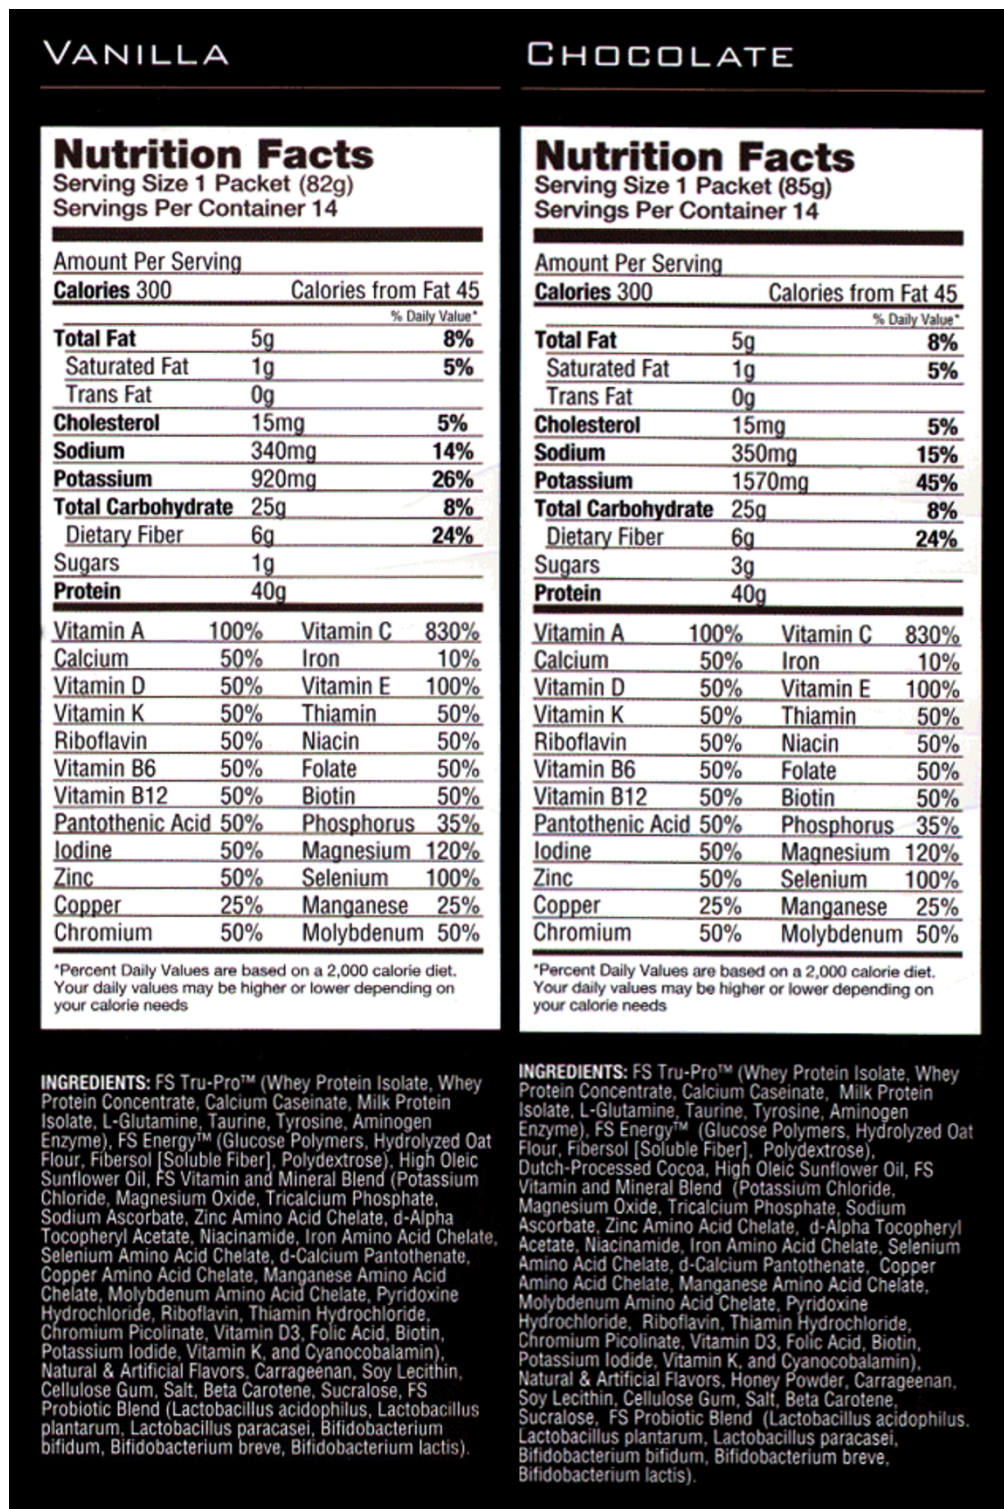 VANILLA
Nutrition Facts
Serving Size 1 Packet (82g)
Servings Per Container 14
Amount Per Serving
Calories 300 Calories from Fat 45
% Daily Value*
Total Fat 5g 8%
Saturated Fat 1g 5%
Trans Fat 0g
Cholesterol 15mg 5%
Sodium 340mg 14%
Potassium 920mg 26%
Total Carbohydrate 25g 8%
Dietary Fiber 6g 24%
Sugars 1g
Protein 40g
Vitamin A 100% Vitamin C 830%
Calcium 50% Iron 10%
Vitamin D 50% Vitamin E 100%
Vitamin K 50% Thiamin 50%
Riboflavin 50% Niacin 50%
Vitamin B6 50% Folate 50%
Vitamin B12 50% Biotin 50%
Pantothenic Acid 50% Phosphorus 35%
Iodine 50% Magnesium 120%
Zinc 50% Selenium 100%
Copper 25% Manganese 25%
Chromium 50% Molybdenum 50%
*Percent Daily Values are based on a 2,000 calorie diet.
Your daily values may be higher or lower depending on
your calorie needs
INGREDIENTS: FS Tru-Pro™ (Whey Protein Isolate, Whey
Protein Concentrate, Calcium Caseinate, Milk Protein
Isolate, L-Glutamine, Taurine, Tyrosine, Aminogen
Enzyme), FS Energy™ (Glucose Polymers, Hydrolyzed Oat
Flour, Fibersol [Soluble Fiber], Polydextrose), High Oleic
Sunflower Oil, FS Vitamin and Mineral Blend (Potassium
Chloride, Magnesium Oxide, Tricalcium Phosphate,
Sodium Ascorbate, Zinc Amino Acid Chelate, d-Alpha
Tocopheryl Acetate, Niacinamide, Iron Amino Acid Chelate,
Selenium Amino Acid Chelate, d-Calcium Pantothenate,
Copper Amino Acid Chelate, Manganese Amino Acid
Chelate, Molybdenum Amino Acid Chelate, Pyridoxine
Hydrochloride, Riboflavin, Thiamin Hydrochloride,
Chromium Picolinate, Vitamin D3, Folic Acid, Biotin,
Potassium Iodide, Vitamin K, and Cyanocobalamin),
Natural & Artificial Flavors, Carrageenan, Soy Lecithin,
Cellulose Gum, Salt, Beta Carotene, Sucralose, FS
Probiotic Blend (Lactobacillus acidophilus, Lactobacillus
plantarum, Lactobacillus paracasei, Bifidobacterium
bifidum, Bifidobacterium breve, Bifidobacterium lactis).
CHOCOLATE
Nutrition Facts
Serving Size 1 Packet (85g)
Servings Per Container 14
Amount Per Serving
Calories 300 Calories from Fat 45
% Daily Value*
Total Fat 5g 8%
Saturated Fat 1g 5%
Trans Fat 0g
Cholesterol 15mg 5%
Sodium 350mg 15%
Potassium 1570mg 45%
Total Carbohydrate 25g 8%
Dietary Fiber 6g 24%
Sugars 3g
Protein 40g
Vitamin A 100% Vitamin C 830%
Calcium 50% Iron 10%
Vitamin D 50% Vitamin E 100%
Vitamin K 50% Thiamin 50%
Riboflavin 50% Niacin 50%
Vitamin B6 50% Folate 50%
Vitamin B12 50% Biotin 50%
Pantothenic Acid 50% Phosphorus 35%
Iodine 50% Magnesium 120%
Zinc 50% Selenium 100%
Copper 25% Manganese 25%
Chromium 50% Molybdenum 50%
*Percent Daily Values are based on a 2,000 calorie diet.
Your daily values may be higher or lower depending on
your calorie needs
INGREDIENTS: FS Tru-Pro™ (Whey Protein Isolate, Whey
Protein Concentrate, Calcium Caseinate, Milk Protein
Isolate, L-Glutamine, Taurine, Tyrosine, Aminogen
Enzyme), FS Energy™ (Glucose Polymers, Hydrolyzed Oat
Flour, Fibersol [Soluble Fiber], Polydextrose),
Dutch-Processed Cocoa, High Oleic Sunflower Oil, FS
Vitamin and Mineral Blend (Potassium Chloride,
Magnesium Oxide, Tricalcium Phosphate, Sodium
Ascorbate, Zinc Amino Acid Chelate, d-Alpha Tocopheryl
Acetate, Niacinamide, Iron Amino Acid Chelate, Selenium
Amino Acid Chelate, d-Calcium Pantothenate, Copper
Amino Acid Chelate, Manganese Amino Acid Chelate,
Molybdenum Amino Acid Chelate, Pyridoxine
Hydrochloride, Riboflavin, Thiamin Hydrochloride,
Chromium Picolinate, Vitamin D3, Folic Acid, Biotin,
Potassium Iodide, Vitamin K, and Cyanocobalamin),
Natural & Artificial Flavors, Honey Powder, Carrageenan,
Soy Lecithin, Cellulose Gum, Salt, Beta Carotene,
Sucralose, FS Probiotic Blend (Lactobacillus acidophilus.
Lactobacillus plantarum, Lactobacillus paracasei,
Bifidobacterium bifidum, Bifidobacterium breve,
Bifidobacterium lactis).